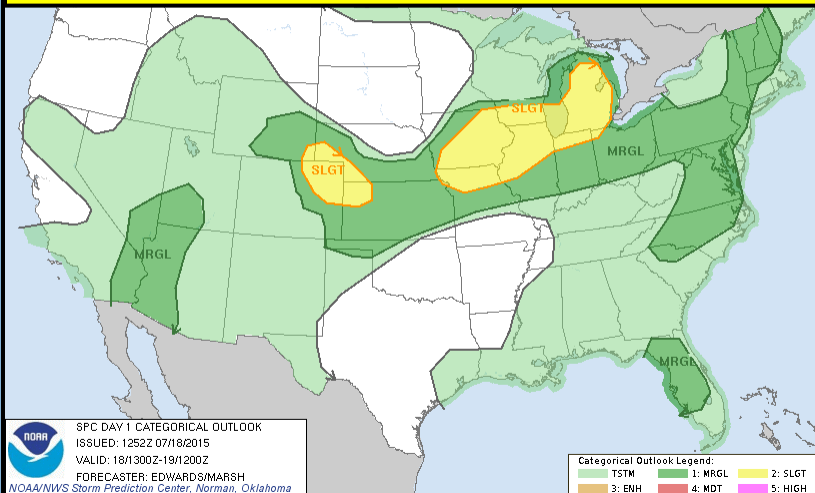 SLGT
SLGT
MRGL
MRGL
MRGL
NOAA
SPC DAY 1 CATEGORICAL OUTLOOK
ISSUED: 1252Z 07/18/2015
VALID: 18/1300Z-19/1200Z
FORECASTER: EDWARDS/MARSH
NOAA/NWS Storm Prediction Center, Norman, Oklahoma
Categorical Outlook Legend:
TSTM 1: MRGL 2: SLGT
3: ENH 4: MDT 5: HIGH